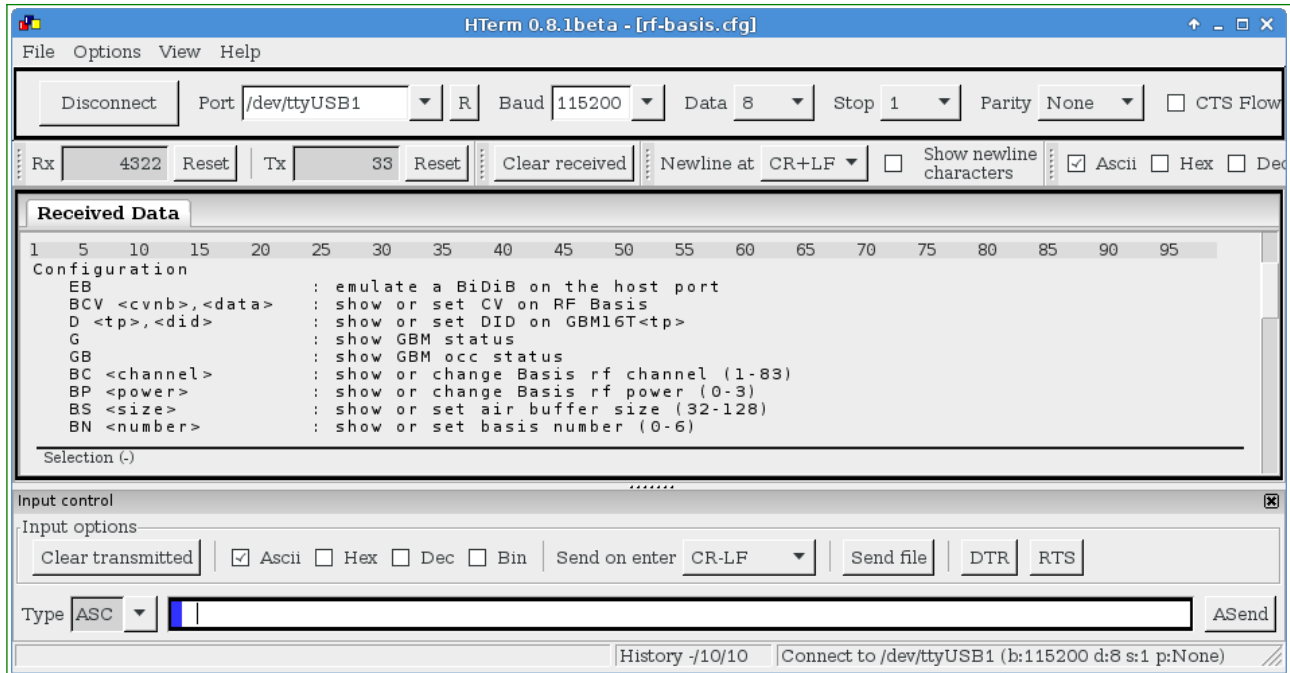 HTerm 0.8.1beta - [rf-basis.cfg]
File Options View Help
Disconnect Port /dev/ttyUSB1 R Baud 115200 Data 8 Stop 1 Parity None CTS Flow
Rx 4322 Reset Tx 33 Reset Clear received Newline at CR+LF Show newline characters Ascii Hex Dec
Received Data
1 5 10 15 20 25 30 35 40 45 50 55 60 65 70 75 80 85 90 95
Configuration
EB : emulate a BiDiB on the host port
BCV <cvnb>,<data> : show or set CV on RF Basis
D <tp>,<did> : show or set DID on GBM16T<tp>
G : show GBM status
GB : show GBM occ status
BC <channel> : show or change Basis rf channel (1-83)
BP <power> : show or change Basis rf power (0-3)
BS <size> : show or set air buffer size (32-128)
BN <number> : show or set basis number (0-6)
Selection (-)
Input control
Input options
Clear transmitted Ascii Hex Dec Bin Send on enter CR-LF Send file DTR RTS
Type ASC ASend
History -/10/10 Connect to /dev/ttyUSB1 (b:115200 d:8 s:1 p:None)